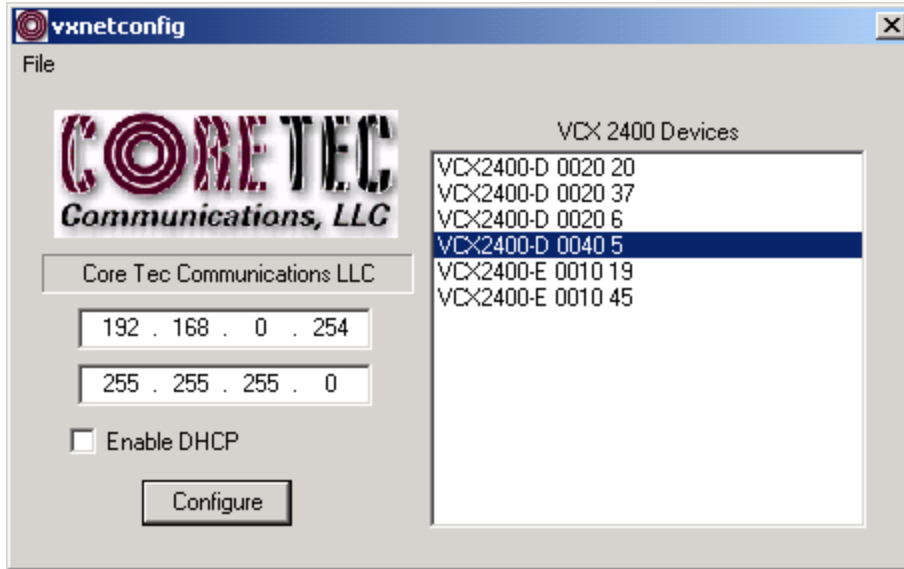 vxnetconfig
File
CORETEC
Communications, LLC
Core Tec Communications LLC
192 . 168 . 0 . 254
255 . 255 . 255 . 0
Enable DHCP
Configure
VCX 2400 Devices
VCX2400-D 0020 20
VCX2400-D 0020 37
VCX2400-D 0020 6
VCX2400-D 0040 5
VCX2400-E 0010 19
VCX2400-E 0010 45